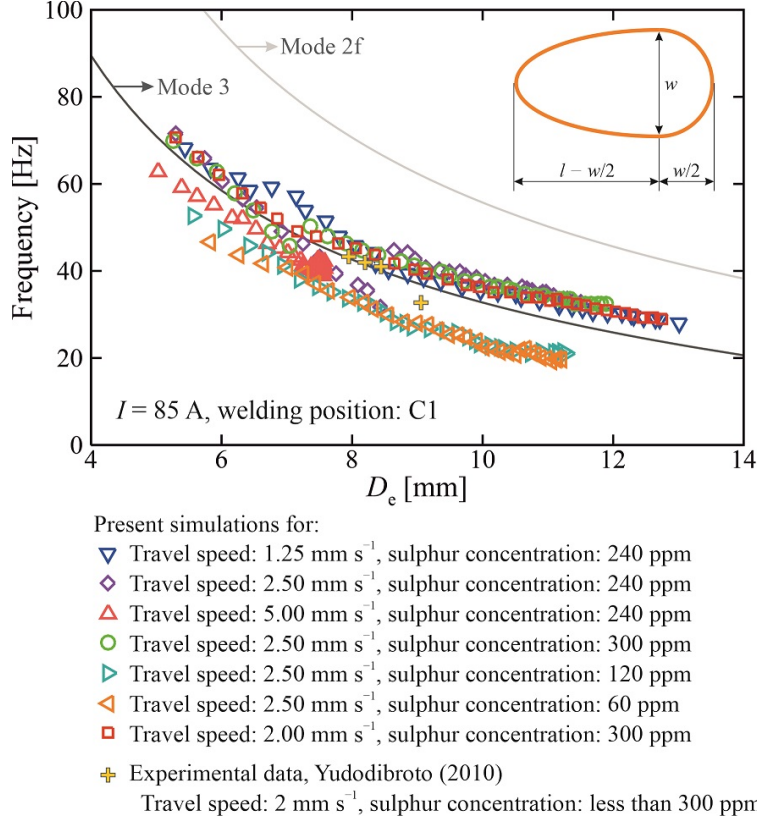 100
80
60
40
20
0
Frequency [Hz]
Mode 2f
Mode 3
w
l − w/2
w/2
I = 85 A, welding position: C1
4 6 8 10 12 14
De [mm]
Present simulations for:
Travel speed: 1.25 mm s⁻¹, sulphur concentration: 240 ppm
Travel speed: 2.50 mm s⁻¹, sulphur concentration: 240 ppm
Travel speed: 5.00 mm s⁻¹, sulphur concentration: 240 ppm
Travel speed: 2.50 mm s⁻¹, sulphur concentration: 300 ppm
Travel speed: 2.50 mm s⁻¹, sulphur concentration: 120 ppm
Travel speed: 2.50 mm s⁻¹, sulphur concentration: 60 ppm
Travel speed: 2.00 mm s⁻¹, sulphur concentration: 300 ppm
Experimental data, Yudodibroto (2010)
Travel speed: 2 mm s⁻¹, sulphur concentration: less than 300 ppm